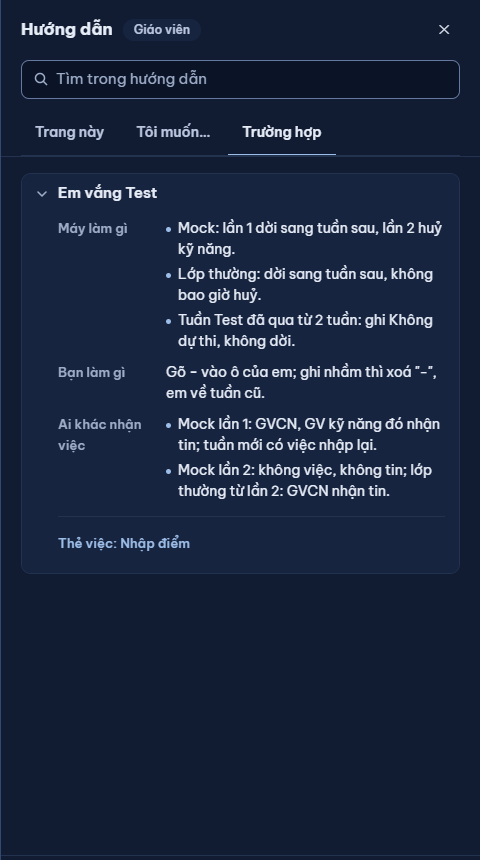 Hướng dẫn Giáo viên
Tìm trong hướng dẫn
Trang này Tôi muốn... Trường hợp
Em vắng Test
Máy làm gì
Mock: lần 1 dời sang tuần sau, lần 2 huỷ
kỹ năng.
Lớp thường: dời sang tuần sau, không
bao giờ huỷ.
Tuần Test đã qua từ 2 tuần: ghi Không
dự thi, không dời.
Bạn làm gì
Gõ - vào ô của em; ghi nhầm thì xoá "-",
em về tuần cũ.
Ai khác nhận
việc
Mock lần 1: GVCN, GV kỹ năng đó nhận
tin; tuần mới có việc nhập lại.
Mock lần 2: không việc, không tin; lớp
thường từ lần 2: GVCN nhận tin.
Thẻ việc: Nhập điểm